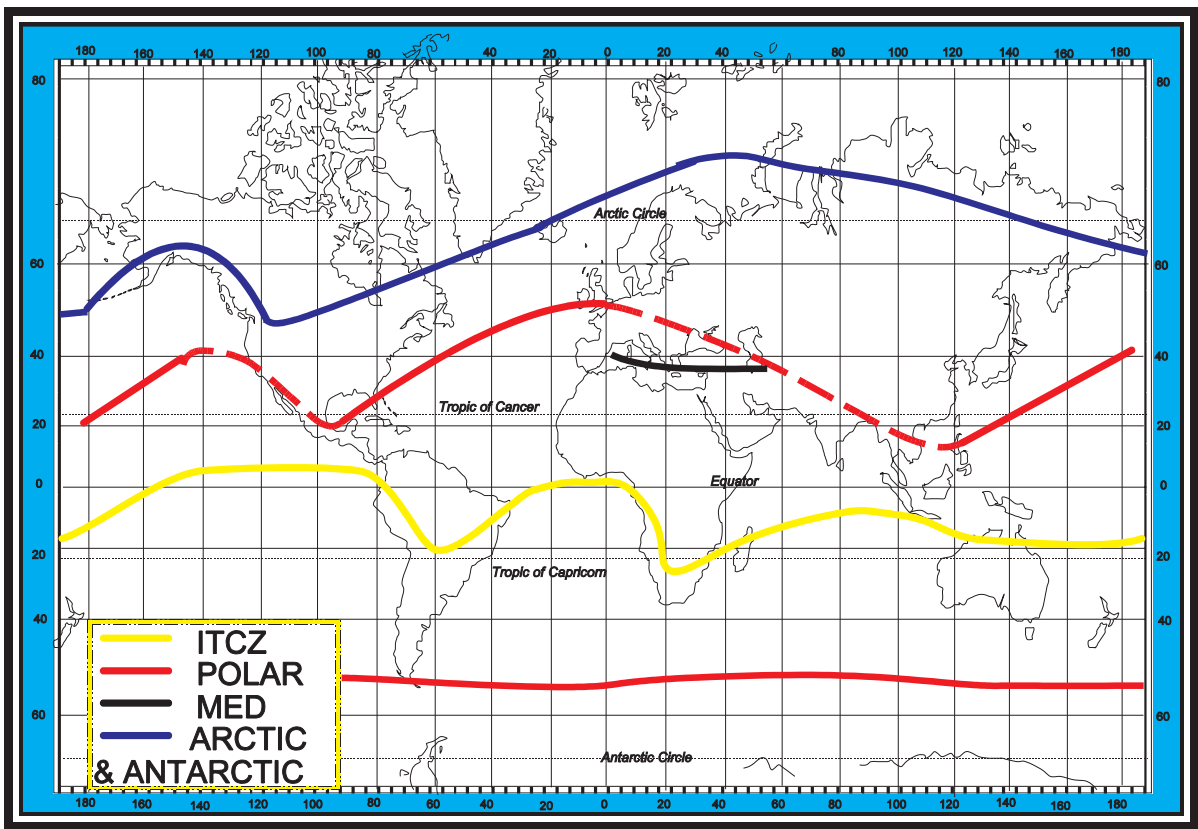 180 160 140 120 100 80 40 20 0 20 40 80 100 120 140 160 180
80 80
Arctic Circle
60 60
40 40
Tropic of Cancer
20 20
Equator
0 0
20 20
Tropic of Capricorn
40 40
ITCZ
POLAR
MED
ARCTIC
& ANTARCTIC
60 60
Antarctic Circle
180 160 140 120 100 80 60 40 20 0 20 40 60 80 100 120 140 160 180